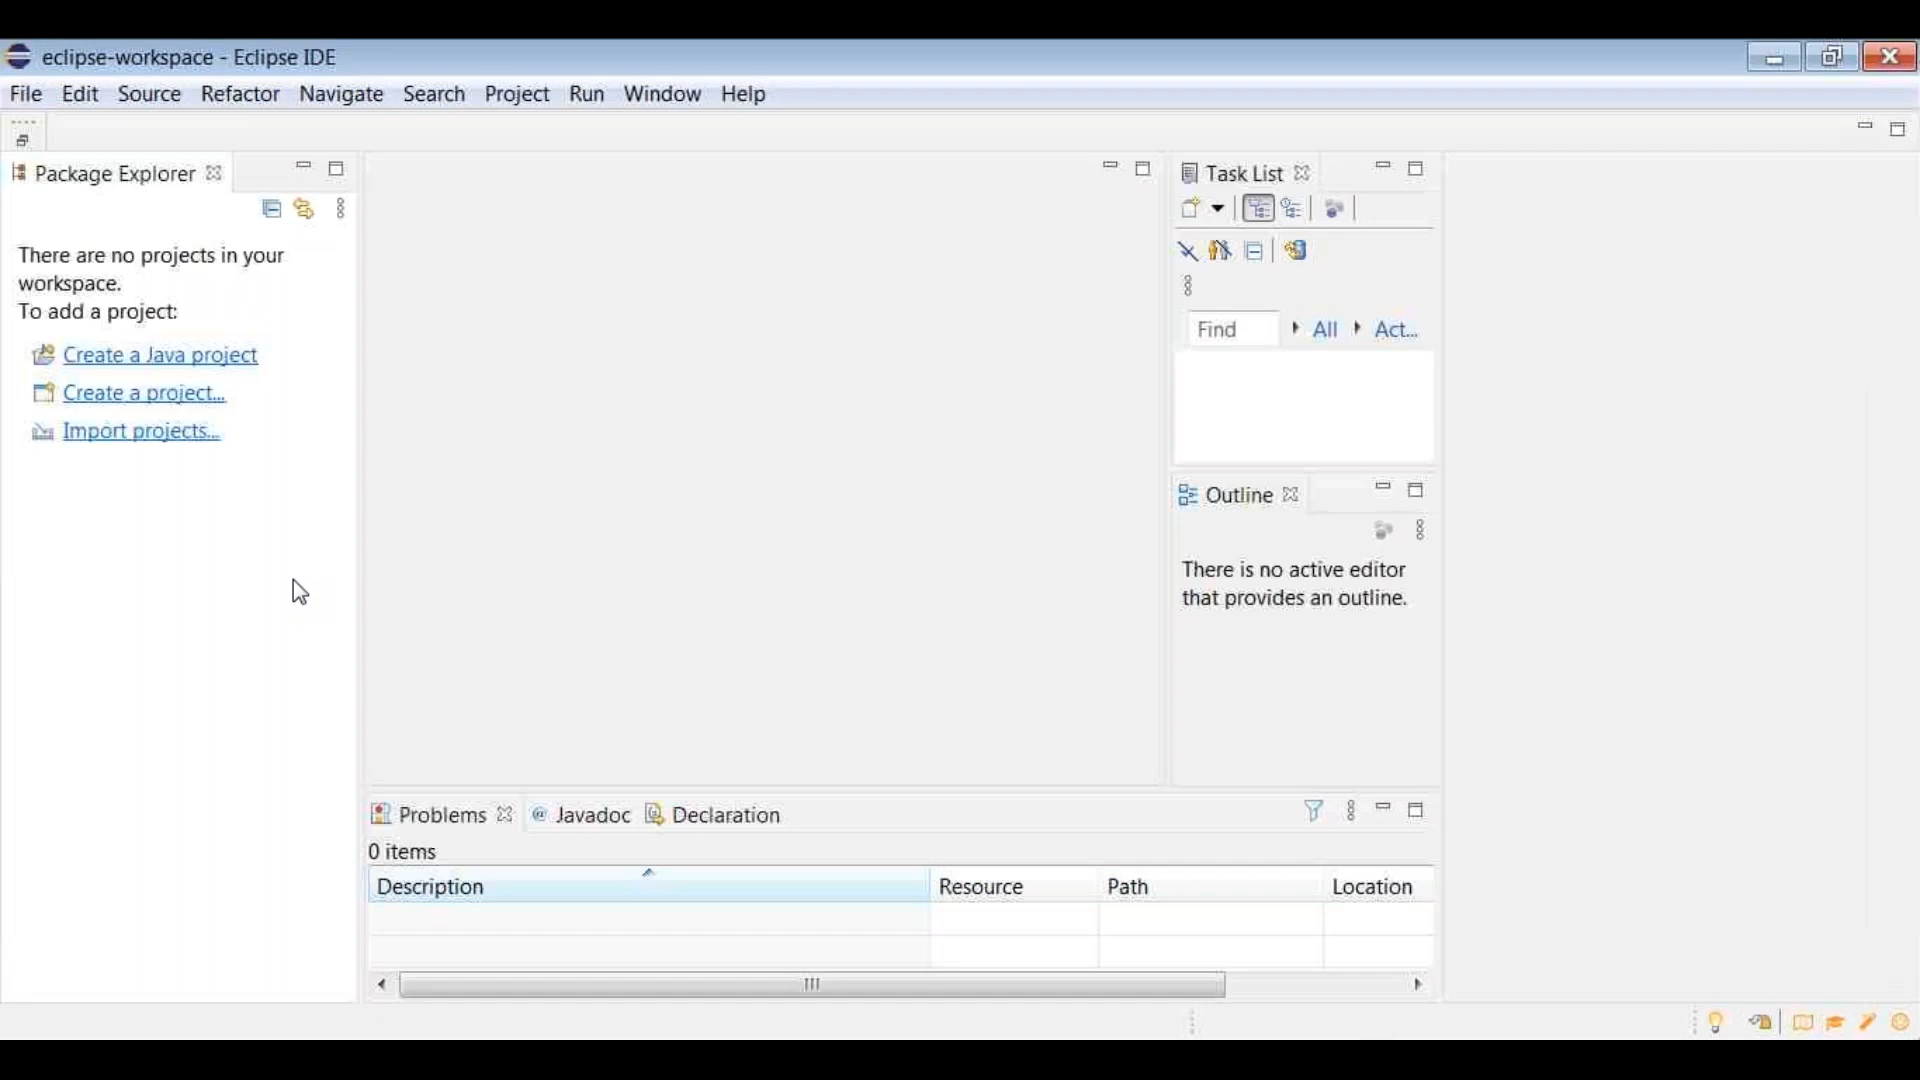 eclipse-workspace - Eclipse IDE
File Edit Source Refactor Navigate Search Project Run Window Help
Package Explorer
There are no projects in your
workspace.
To add a project:
Create a Java project
Create a project...
Import projects...
Task List
Find All Act...
Outline
There is no active editor
that provides an outline.
Problems @ Javadoc Declaration
0 items
Description Resource Path Location